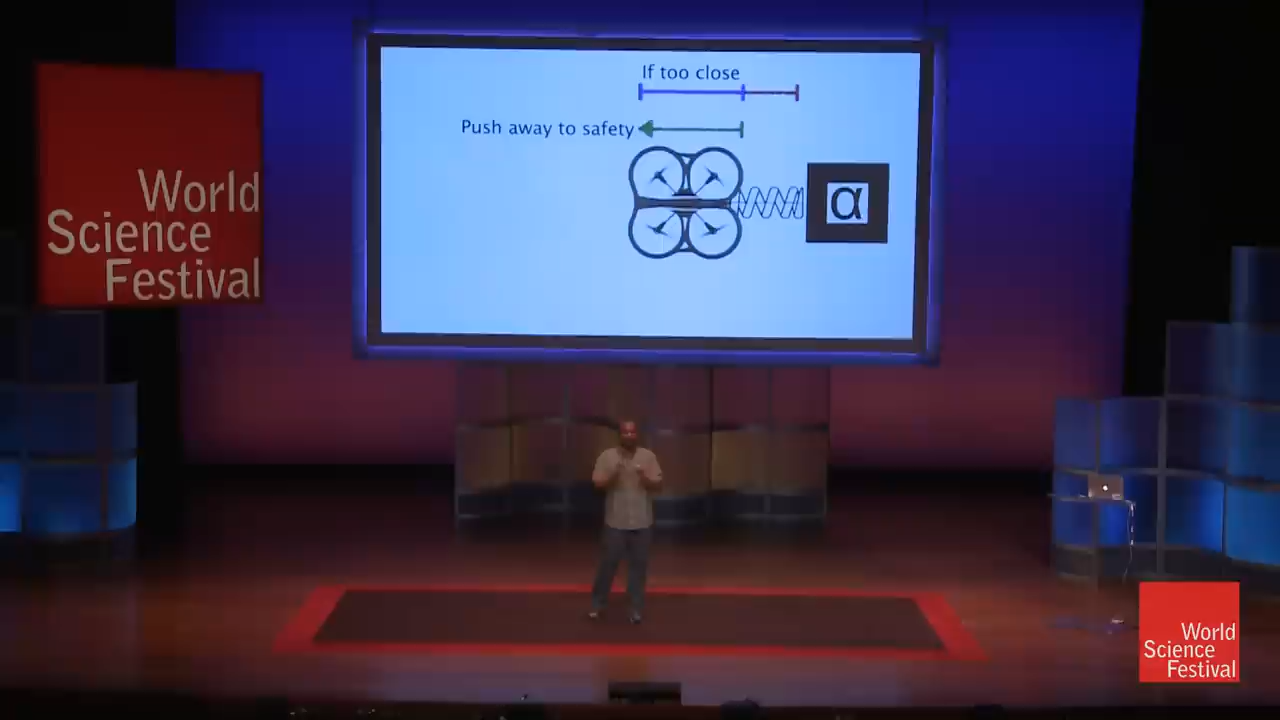 If too close
Push away to safety
α
World
Science
Festival
World
Science
Festival